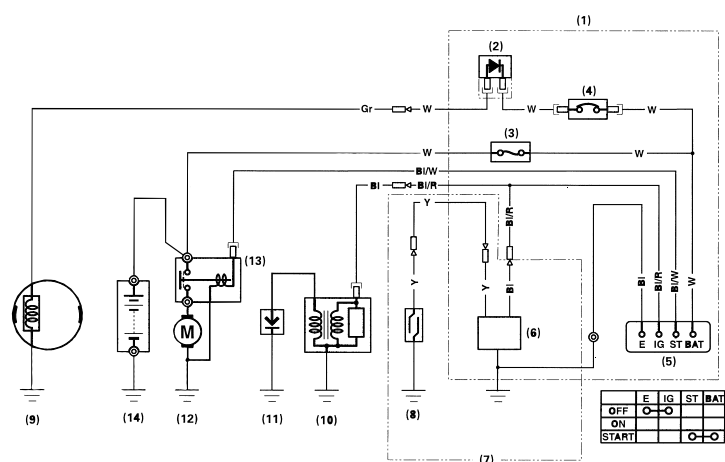 (1)
(2)
(4)
Gr W W W
(3)
W W
Bl/W
Bl Bl/R
Y
Bl/R
(13)
Y Y Bl
Bl Bl/R Bl/W W
M
(6)
E IG ST BAT
(5)
(9) (14) (12) (11) (10) (8)
(7)
E IG ST BAT
OFF
ON
START